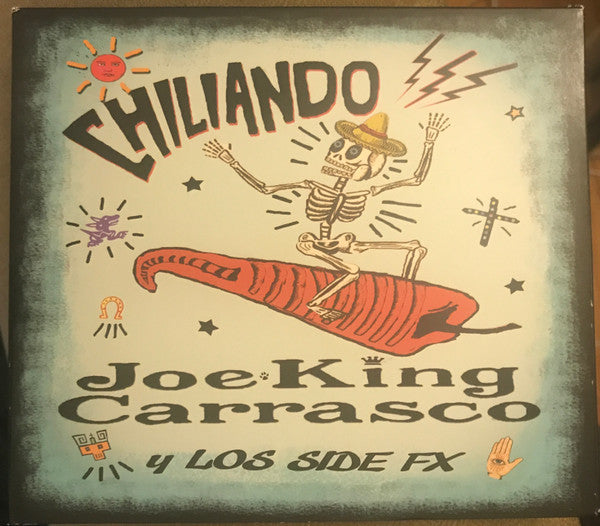 CHILIANDO
Joe King
Carrasco
y LOS SIDE FX